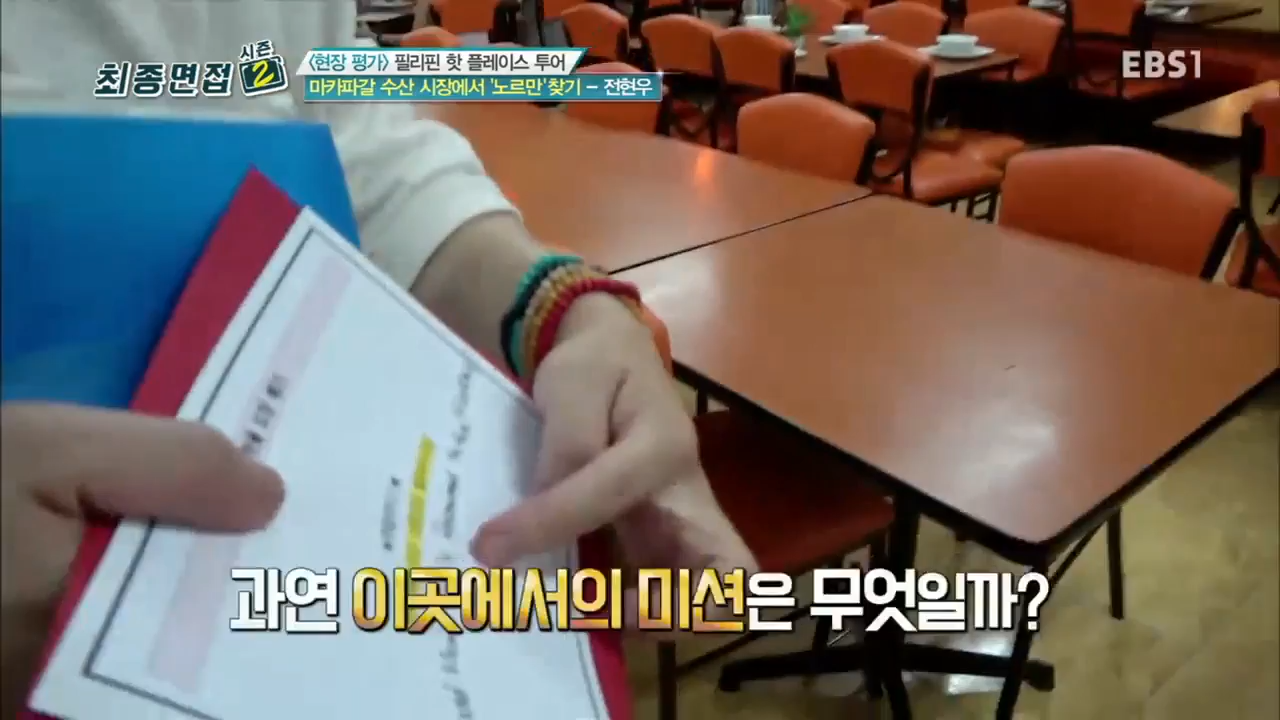 최종면접 시즌 2
<현장 평가> 필리핀 핫 플레이스 투어
마카파갈 수산 시장에서 '노르만'찾기 - 전현우
EBS1
과연 이곳에서의 미션은 무엇일까?